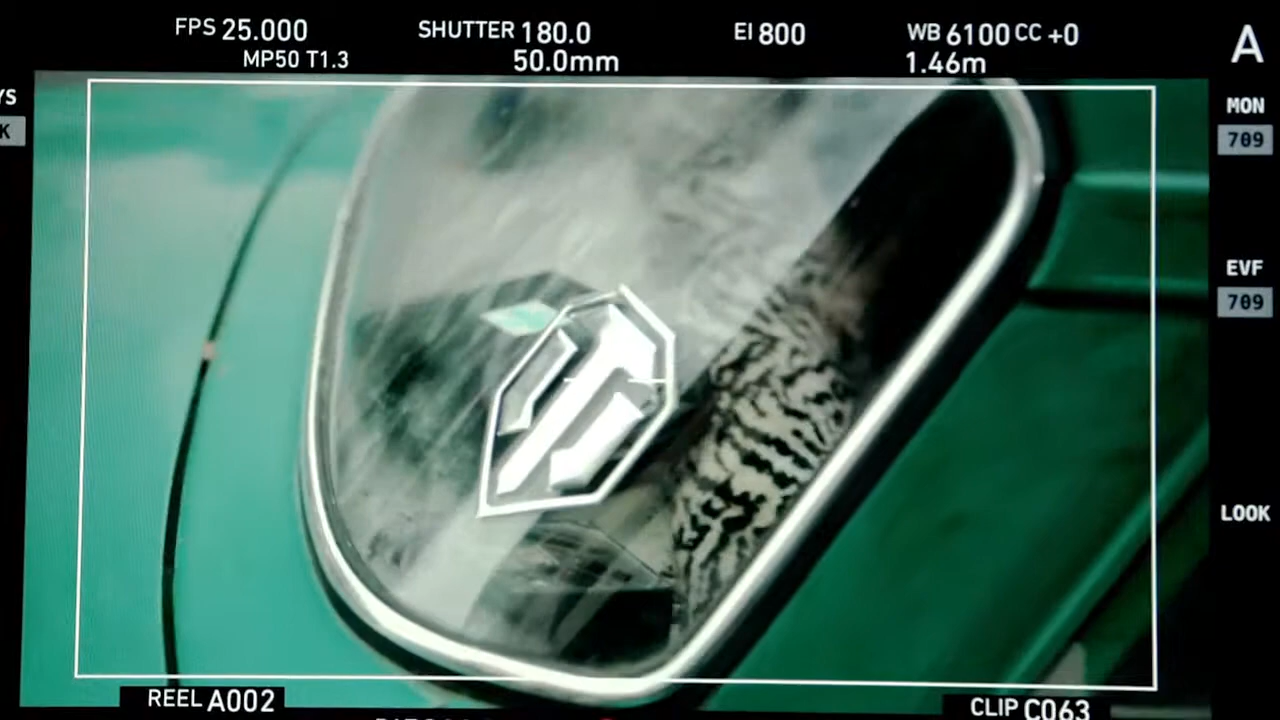 FPS 25.000 SHUTTER 180.0 EI 800 WB 6100 CC +0 A
MP50 T1.3 50.0mm 1.46m
MON
709
EVF
709
LOOK
REEL A002 CLIP C063